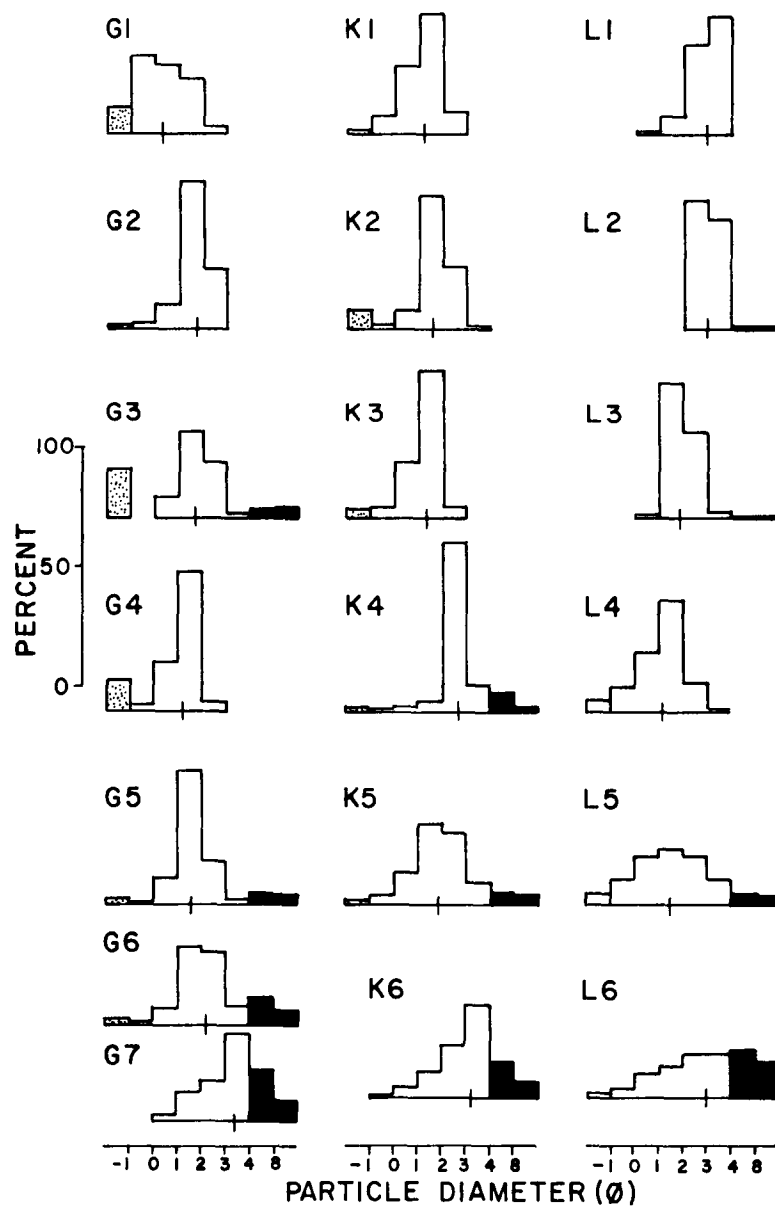 G1 K1 L1
G2 K2 L2
G3 K3 L3
100
50
PERCENT
G4 K4 L4
0
G5 K5 L5
G6
K6 L6
G7
-1 0 1 2 3 4 8 -1 0 1 2 3 4 8 -1 0 1 2 3 4 8
PARTICLE DIAMETER (Ø)